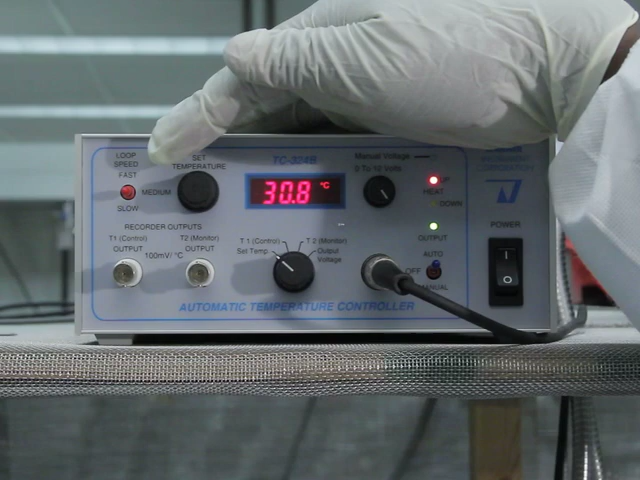 LOOP
SPEED
FAST
MEDIUM
SLOW
SET
TEMPERATURE
TC-324B
30.8 °C
Manual Voltage
0 To 10 Volts
UP
HEAT
DOWN
CORPORATION
RECORDER OUTPUTS
T1 (Control)
OUTPUT
T2 (Monitor)
OUTPUT
100mV/ °C
T 1 (Control)
Set Temp.
T 2 (Monitor)
Output
Voltage
OUTPUT
AUTO
OFF
MANUAL
POWER
AUTOMATIC TEMPERATURE CONTROLLER